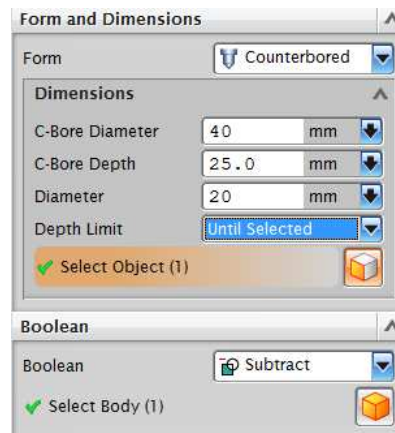 Form and Dimensions
Form Counterbored
Dimensions
C-Bore Diameter 40 mm
C-Bore Depth 25.0 mm
Diameter 20 mm
Depth Limit Until Selected
Select Object (1)
Boolean
Boolean Subtract
Select Body (1)